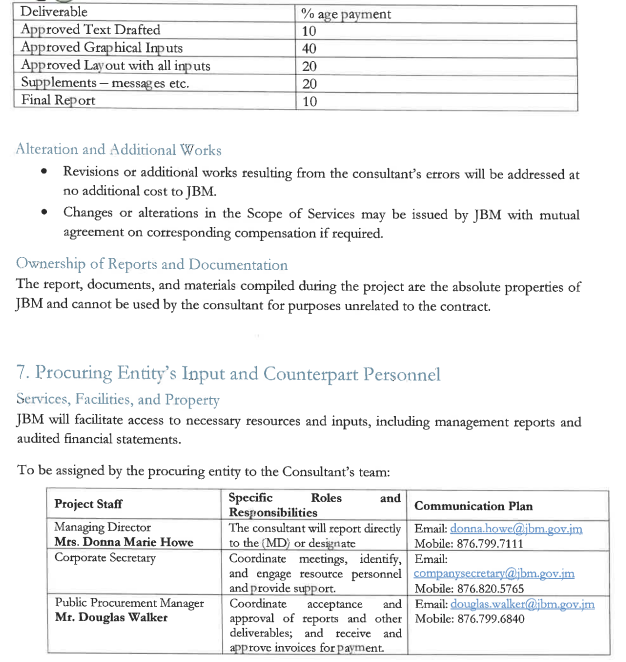 Deliverable % age payment
Approved Text Drafted 10
Approved Graphical Inputs 40
Approved Layout with all inputs 20
Supplements – messages etc. 20
Final Report 10
Alteration and Additional Works
• Revisions or additional works resulting from the consultant's errors will be addressed at
no additional cost to JBM.
• Changes or alterations in the Scope of Services may be issued by JBM with mutual
agreement on corresponding compensation if required.
Ownership of Reports and Documentation
The report, documents, and materials compiled during the project are the absolute properties of
JBM and cannot be used by the consultant for purposes unrelated to the contract.
7. Procuring Entity's Input and Counterpart Personnel
Services, Facilities, and Property
JBM will facilitate access to necessary resources and inputs, including management reports and
audited financial statements.
To be assigned by the procuring entity to the Consultant's team:
Project Staff
Specific Roles and
Responsibilities
Communication Plan
Managing Director
Mrs. Donna Marie Howe
The consultant will report directly
to the (MD) or designate
Email: donna.howe@jbm.gov.jm
Mobile: 876.799.7111
Corporate Secretary
Coordinate meetings, identify,
and engage resource personnel
and provide support.
Email:
companysecretary@jbm.gov.jm
Mobile: 876.820.5765
Public Procurement Manager
Mr. Douglas Walker
Coordinate acceptance and
approval of reports and other
deliverables; and receive and
approve invoices for payment.
Email: douglas.walker@jbm.gov.jm
Mobile: 876.799.6840